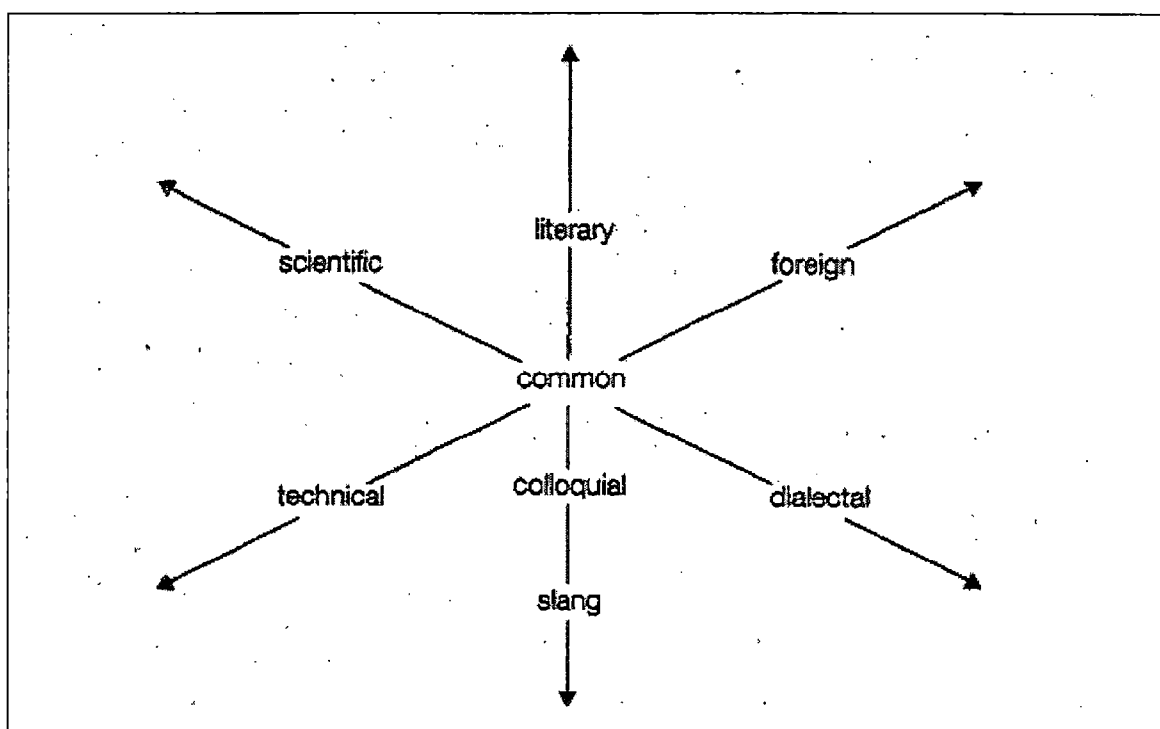 literary
scientific
foreign
common
technical
colloquial
dialectal
slang